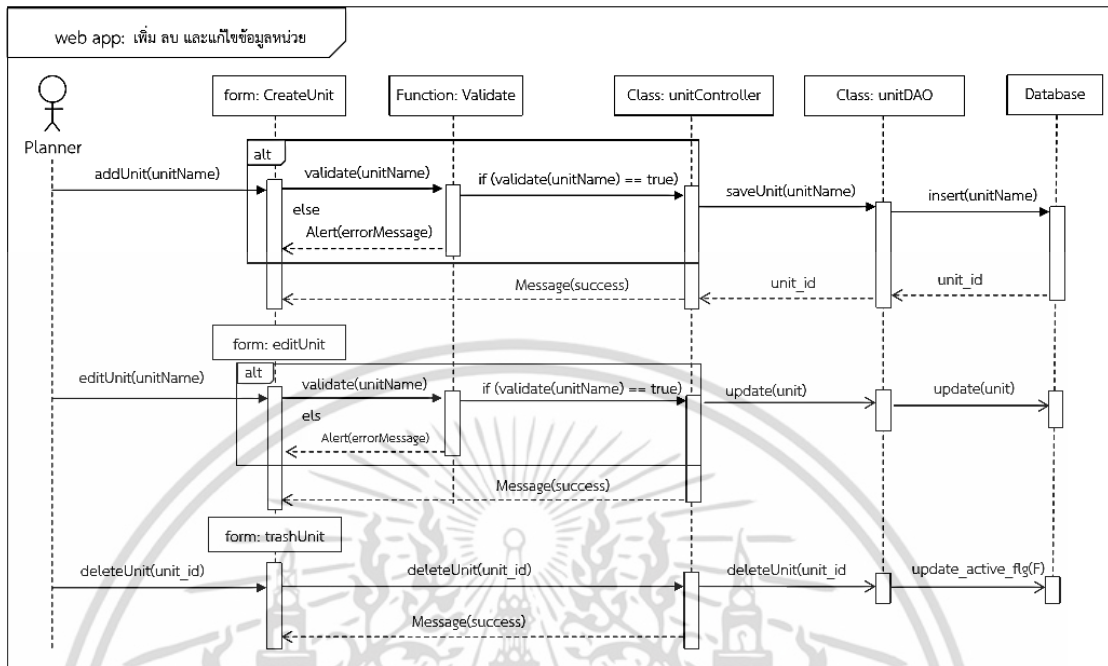 web app: เพิ่ม ลบ และแก้ไขข้อมูลหน่วย
form: CreateUnit
Function: Validate
Class: unitController
Class: unitDAO
Database
Planner
alt
addUnit(unitName)
validate(unitName)
if (validate(unitName) == true)
saveUnit(unitName)
insert(unitName)
else
Alert(errorMessage)
Message(success)
unit_id
unit_id
form: editUnit
alt
editUnit(unitName)
validate(unitName)
if (validate(unitName) == true)
update(unit)
update(unit)
els
Alert(errorMessage)
Message(success)
form: trashUnit
deleteUnit(unit_id)
deleteUnit(unit_id)
deleteUnit(unit_id
update_active_flg(F)
Message(success)